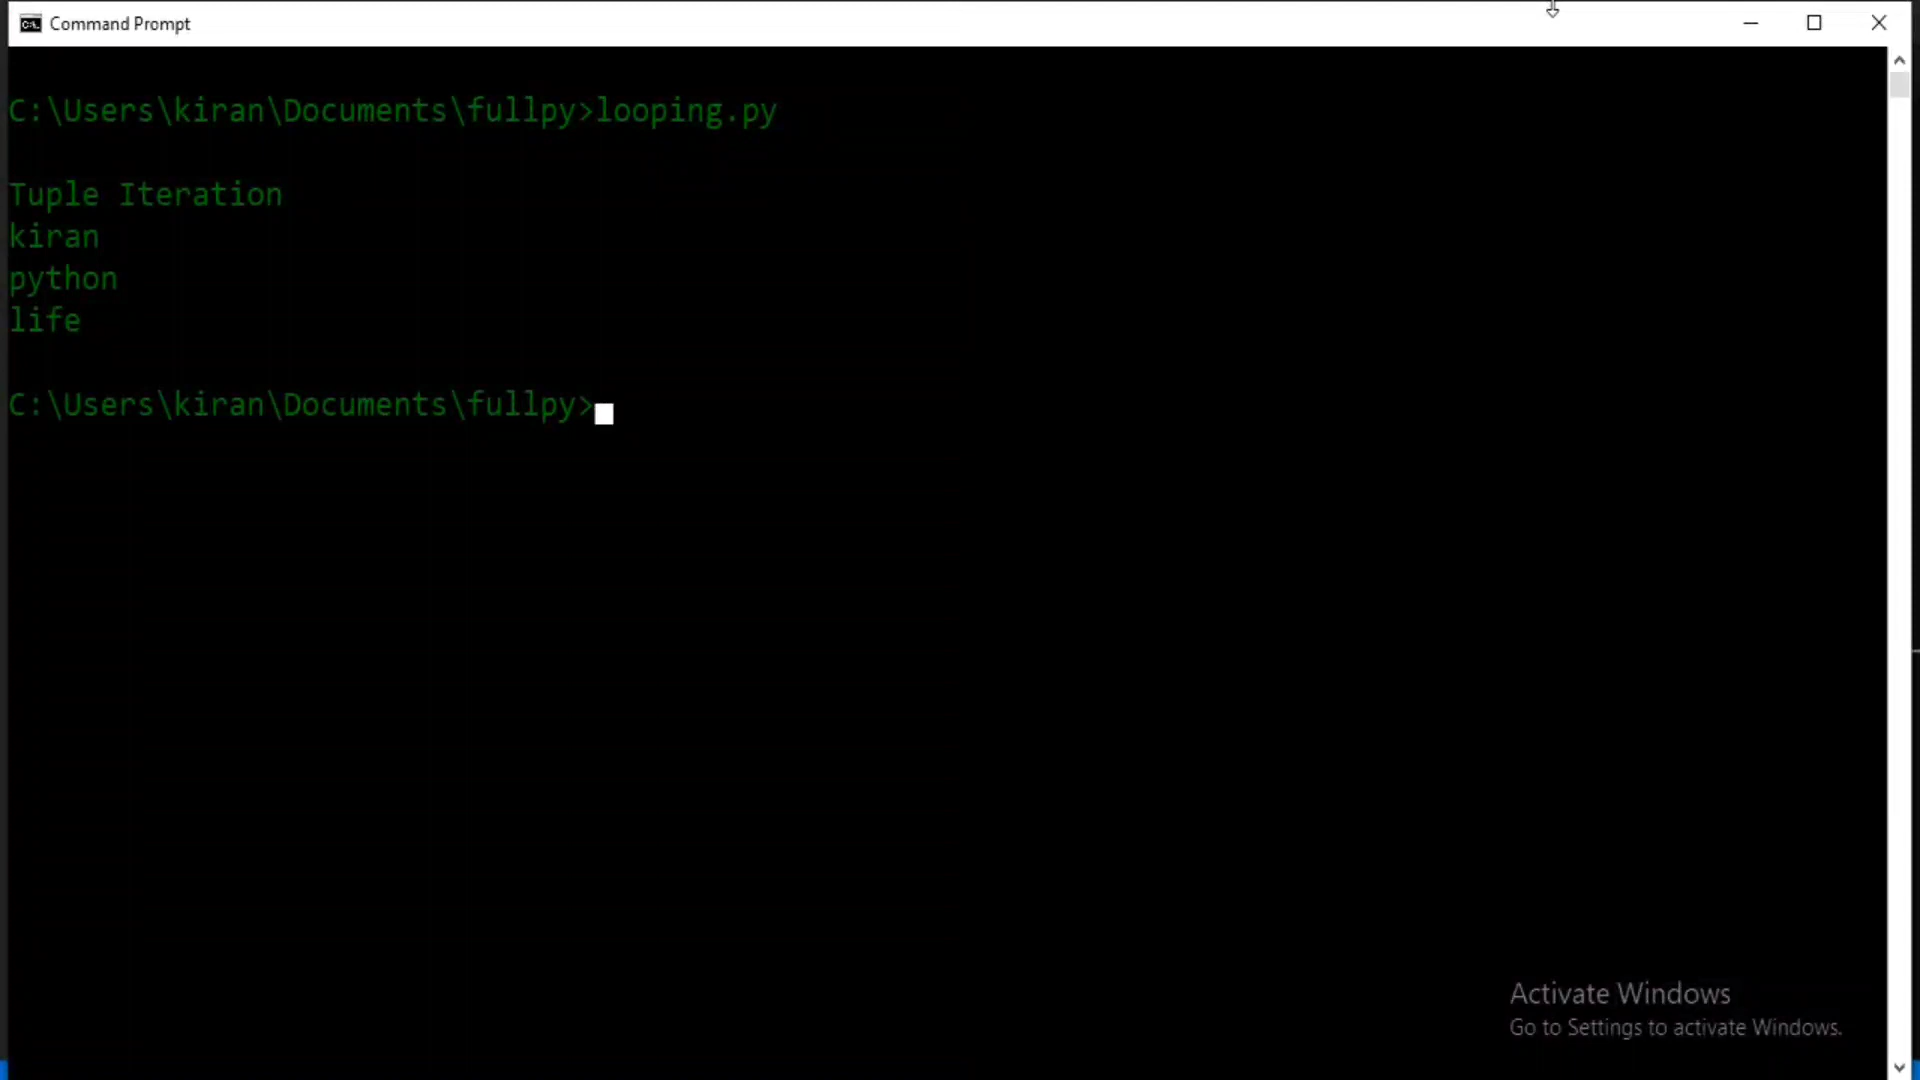 Command Prompt
C:\Users\kiran\Documents\fullpy>looping.py
Tuple Iteration
kiran
python
life
C:\Users\kiran\Documents\fullpy>
Activate Windows
Go to Settings to activate Windows.